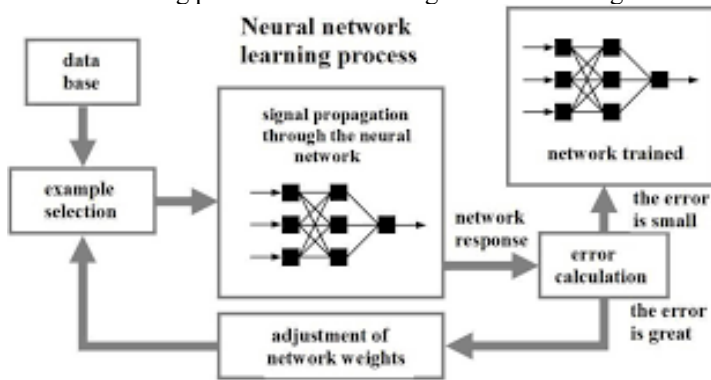 Neural network
learning process
data
base
example
selection
signal propagation
through the neural
network
network
response
error
calculation
the error
is small
network trained
the error
is great
adjustment of
network weights